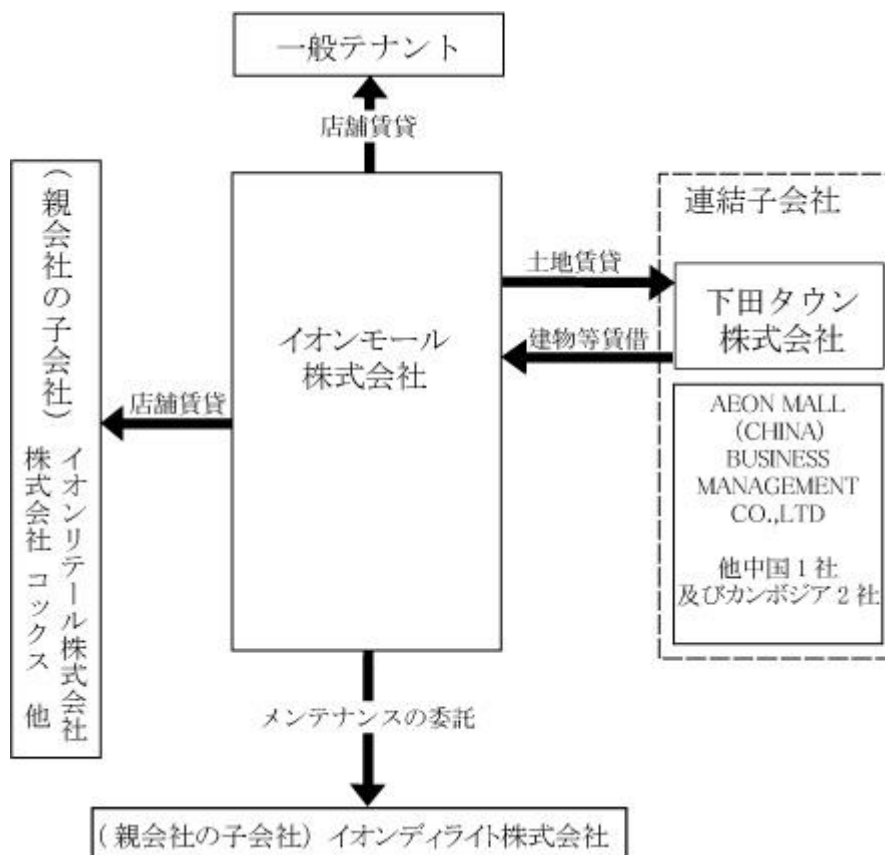 一般テナント
店舗賃貸
（親会社の子会社）
イオンリテール株式会社
株式会社 コックス 他
店舗賃貸
イオンモール
株式会社
土地賃貸
建物等賃借
連結子会社
下田タウン
株式会社
AEON MALL
(CHINA)
BUSINESS
MANAGEMENT
CO.,LTD
他中国1社
及びカンボジア2社
メンテナンスの委託
(親会社の子会社) イオンディライト株式会社